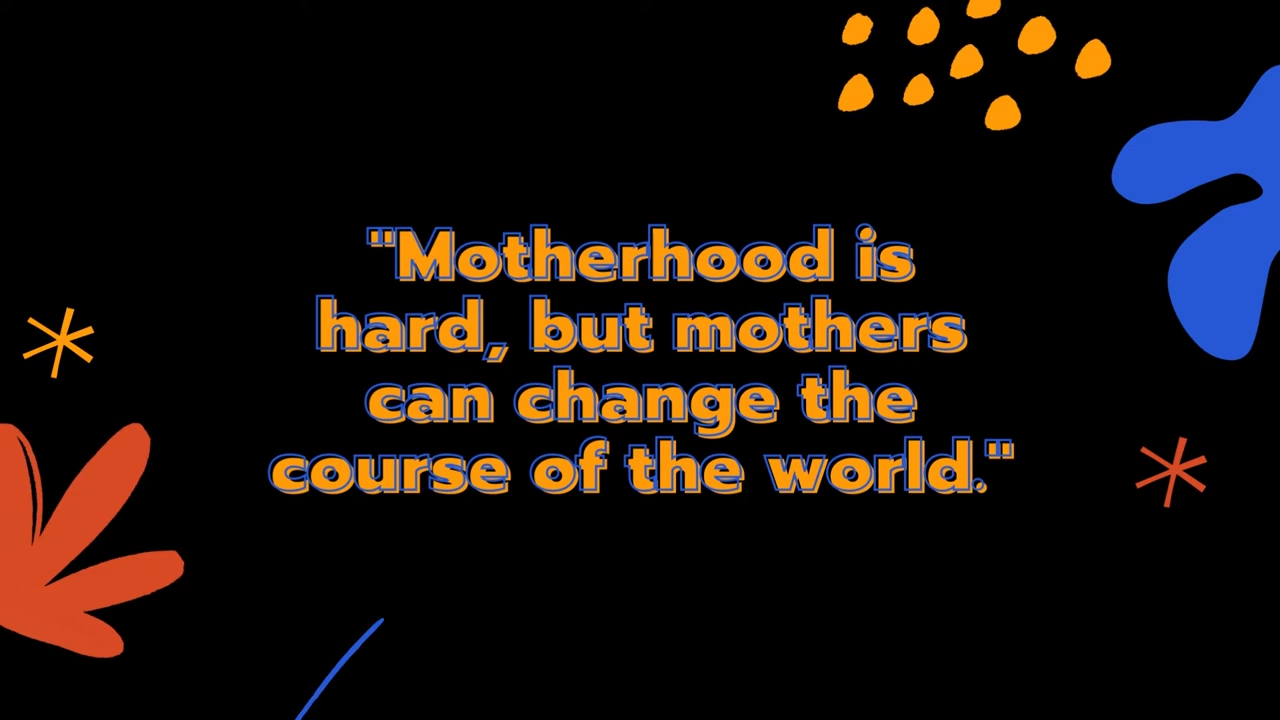 "Motherhood is
hard, but mothers
can change the
course of the world."